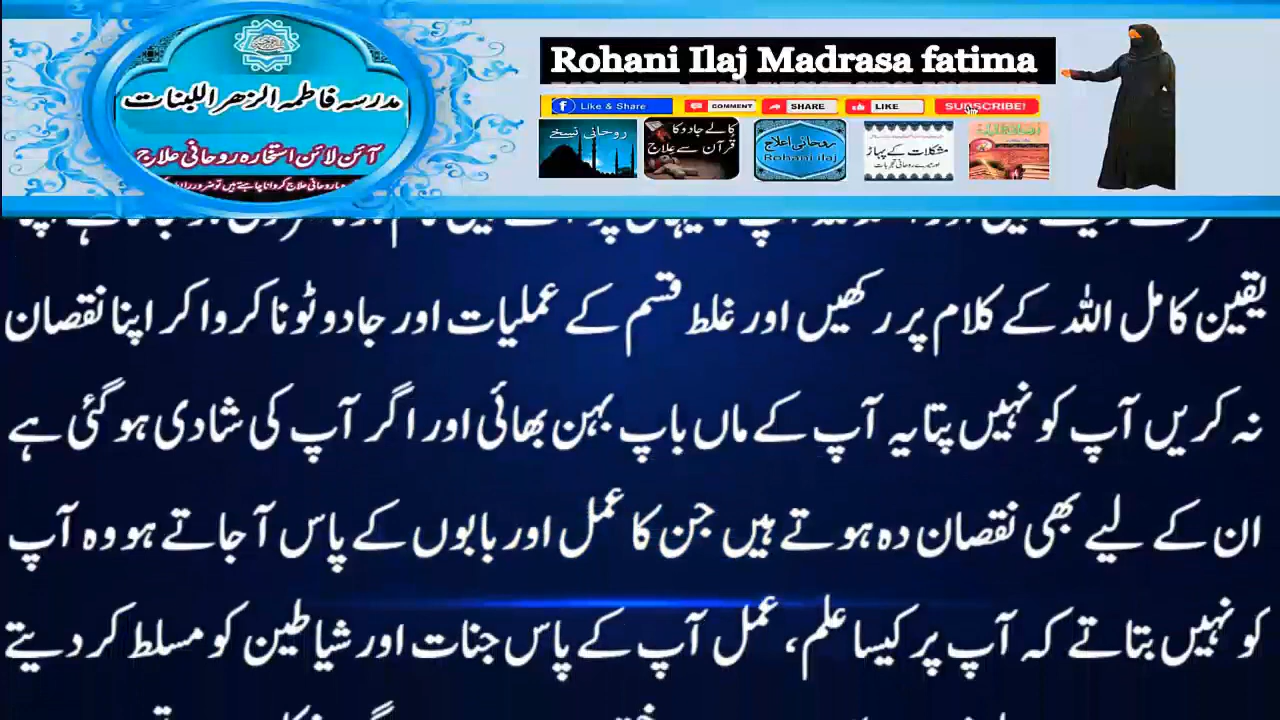 مدرسہ فاطمہ الزھرا للبنات
آئن لائن استخارہ روحانی علاج
Rohani Ilaj Madrasa fatima
Like & Share
COMMENT
SHARE
LIKE
SUBSCRIBE!
روحانی نسخ
کالے جادو کا
قرآن سے علاج
روحانی علاج
Rohani ilaj
مشکلات کے پہاڑ
یقین کامل اللہ کے کلام پر رکھیں اور غلط قسم کے عملیات اور جادو ٹونا کروا کر اپنا نقصان
نہ کریں آپ کو نہیں پتا یہ آپ کے ماں باپ بہن بھائی اور اگر آپ کی شادی ہو گئی ہے
ان کے لیے بھی نقصان دہ ہوتے ہیں جن کا عمل اور بابوں کے پاس آ جاتے ہو وہ آپ
کو نہیں بتاتے کہ آپ پر کیسا علم، عمل آپ کے پاس جنات اور شیاطین کو مسلط کر دیتے